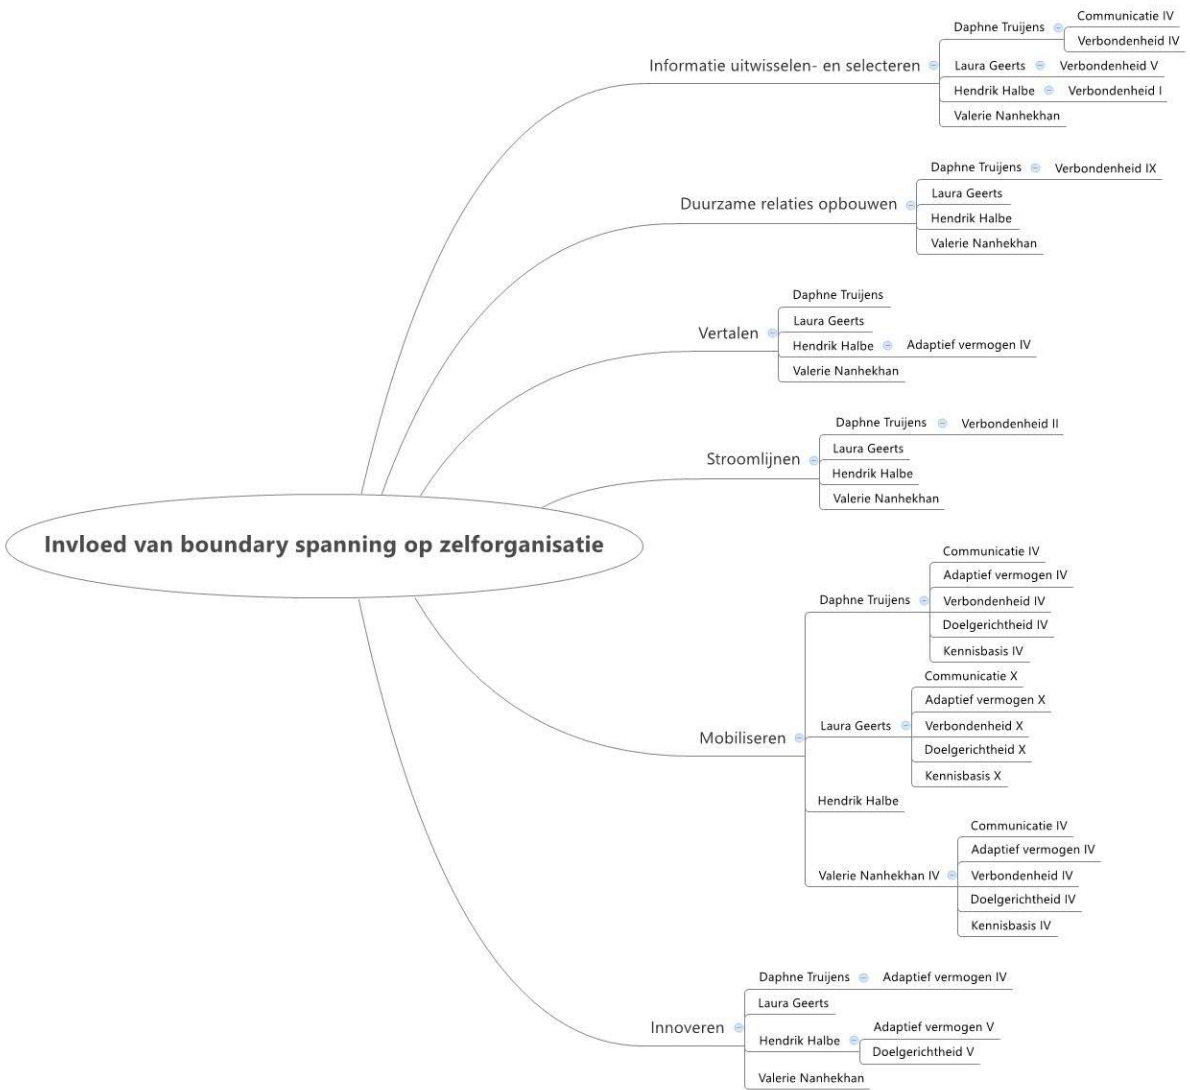 Invloed van boundary spanning op zelforganisatie
Informatie uitwisselen- en selecteren
Daphne Truijens
Communicatie IV
Verbondenheid IV
Laura Geerts
Verbondenheid V
Hendrik Halbe
Verbondenheid I
Valerie Nanhekhan
Duurzame relaties opbouwen
Daphne Truijens
Verbondenheid IX
Laura Geerts
Hendrik Halbe
Valerie Nanhekhan
Vertalen
Daphne Truijens
Laura Geerts
Hendrik Halbe
Adaptief vermogen IV
Valerie Nanhekhan
Stroomlijnen
Daphne Truijens
Verbondenheid II
Laura Geerts
Hendrik Halbe
Valerie Nanhekhan
Mobiliseren
Daphne Truijens
Communicatie IV
Adaptief vermogen IV
Verbondenheid IV
Doelgerichtheid IV
Kennisbasis IV
Laura Geerts
Communicatie X
Adaptief vermogen X
Verbondenheid X
Doelgerichtheid X
Kennisbasis X
Hendrik Halbe
Valerie Nanhekhan IV
Communicatie IV
Adaptief vermogen IV
Verbondenheid IV
Doelgerichtheid IV
Kennisbasis IV
Innoveren
Daphne Truijens
Adaptief vermogen IV
Laura Geerts
Hendrik Halbe
Adaptief vermogen V
Doelgerichtheid V
Valerie Nanhekhan